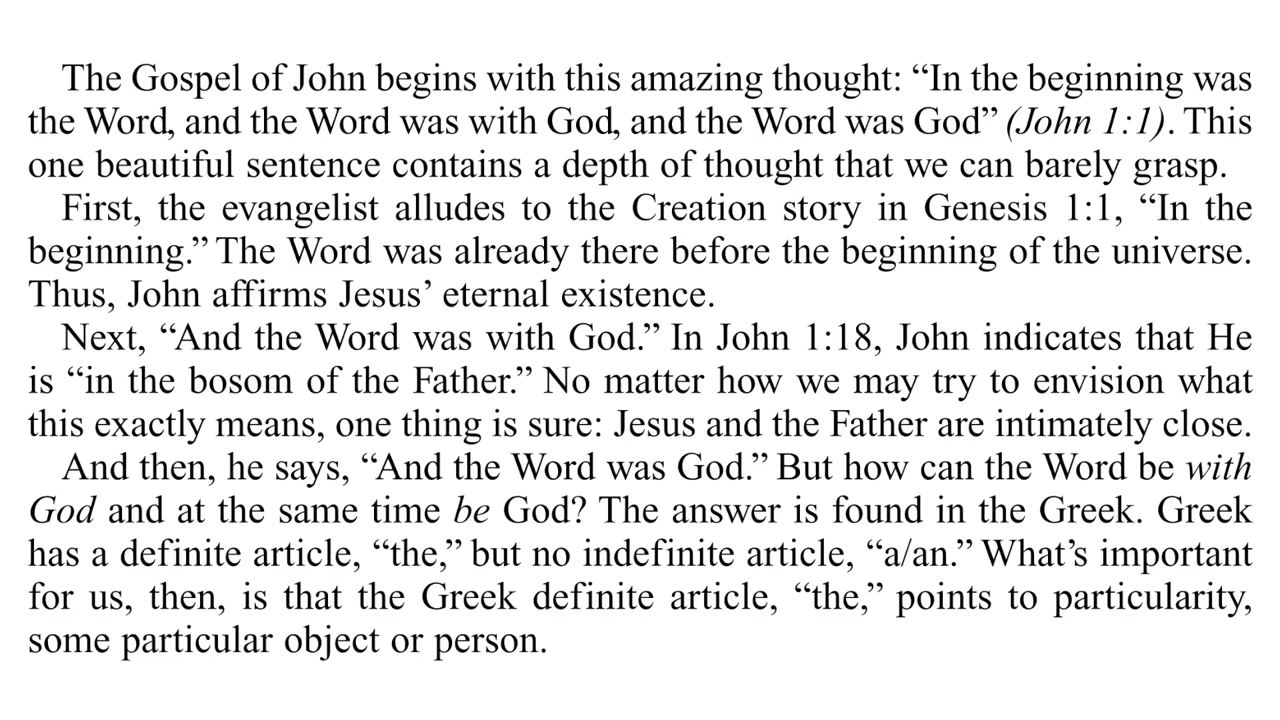 The Gospel of John begins with this amazing thought: “In the beginning was
the Word, and the Word was with God, and the Word was God” (John 1:1). This
one beautiful sentence contains a depth of thought that we can barely grasp.
First, the evangelist alludes to the Creation story in Genesis 1:1, “In the
beginning.” The Word was already there before the beginning of the universe.
Thus, John affirms Jesus’ eternal existence.
Next, “And the Word was with God.” In John 1:18, John indicates that He
is “in the bosom of the Father.” No matter how we may try to envision what
this exactly means, one thing is sure: Jesus and the Father are intimately close.
And then, he says, “And the Word was God.” But how can the Word be with
God and at the same time be God? The answer is found in the Greek. Greek
has a definite article, “the,” but no indefinite article, “a/an.” What’s important
for us, then, is that the Greek definite article, “the,” points to particularity,
some particular object or person.